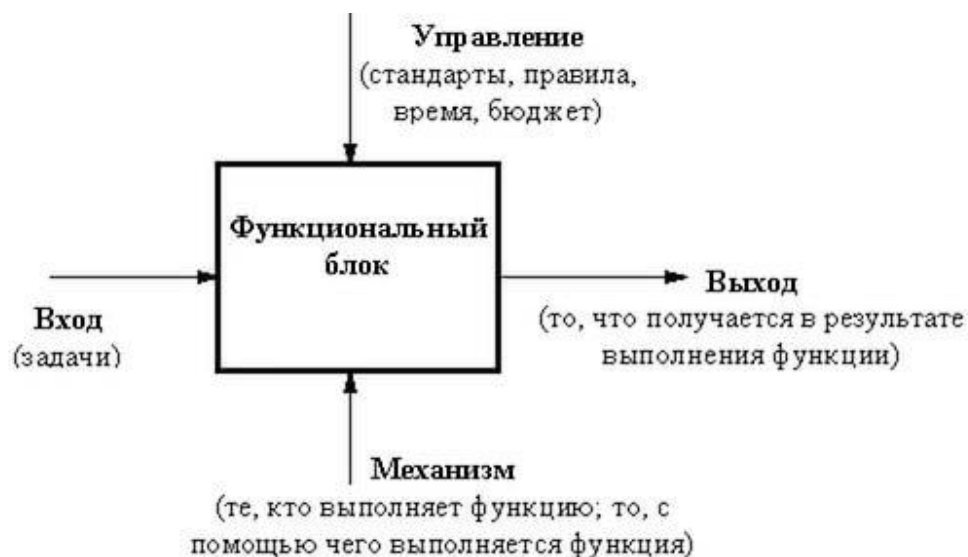 Управление
(стандарты, правила,
время, бюджет)
Функциональный
блок
Вход
(задачи)
Выход
(то, что получается в результате
выполнения функции)
Механизм
(те, кто выполняет функцию; то, с
помощью чего выполняется функция)